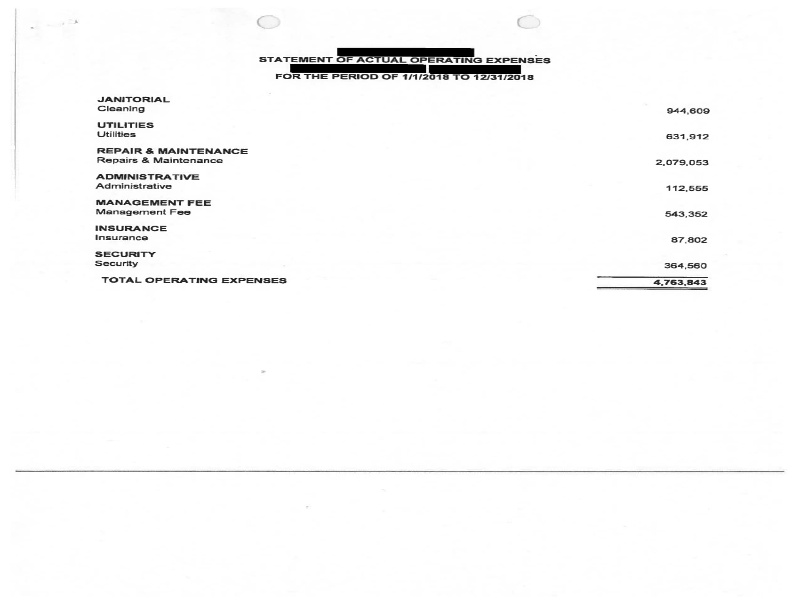 STATEMENT OF ACTUAL OPERATING EXPENSES
FOR THE PERIOD OF 1/1/2018 TO 12/31/2018
JANITORIAL
Cleaning 944,609
UTILITIES
Utilities 631,912
REPAIR & MAINTENANCE
Repairs & Maintenance 2,079,053
ADMINISTRATIVE
Administrative 112,555
MANAGEMENT FEE
Management Fee 543,352
INSURANCE
Insurance 87,802
SECURITY
Security 364,560
TOTAL OPERATING EXPENSES 4,763,843